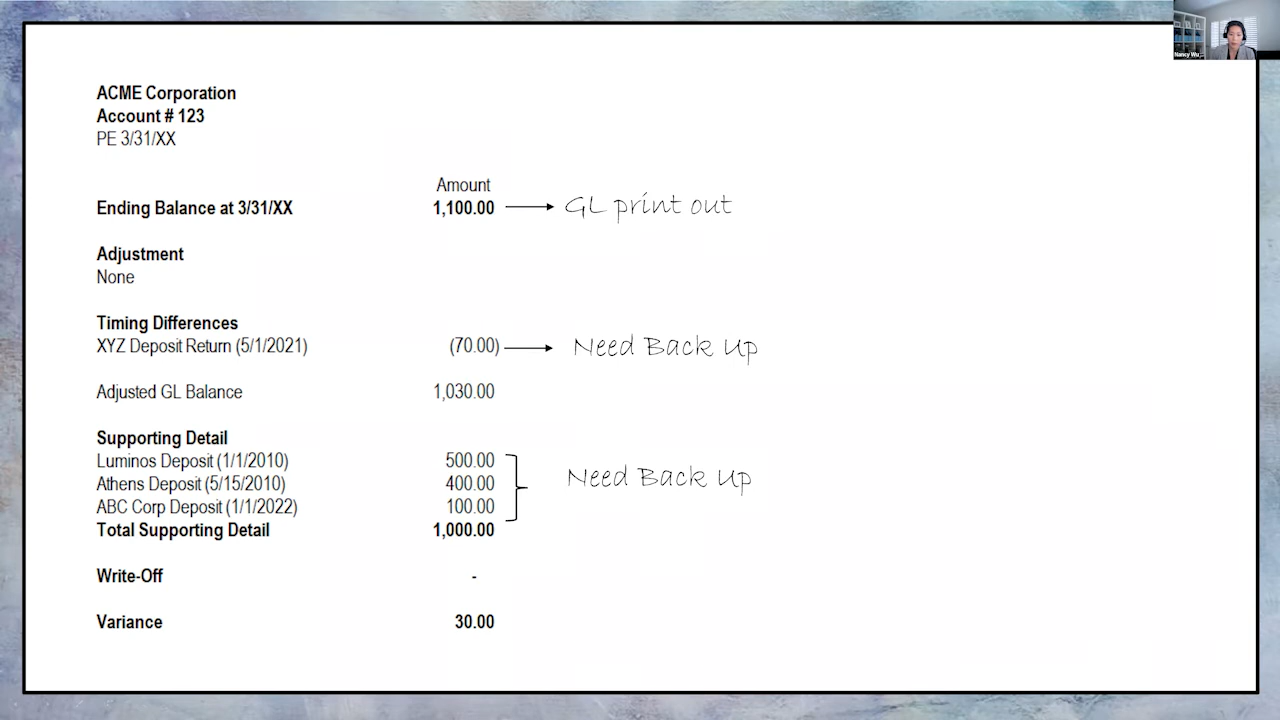 Nancy Wu
ACME Corporation
Account # 123
PE 3/31/XX
Amount
Ending Balance at 3/31/XX 1,100.00 GL print out
Adjustment
None
Timing Differences
XYZ Deposit Return (5/1/2021) (70.00) Need Back Up
Adjusted GL Balance 1,030.00
Supporting Detail
Luminos Deposit (1/1/2010) 500.00
Athens Deposit (5/15/2010) 400.00 Need Back Up
ABC Corp Deposit (1/1/2022) 100.00
Total Supporting Detail 1,000.00
Write-Off -
Variance 30.00